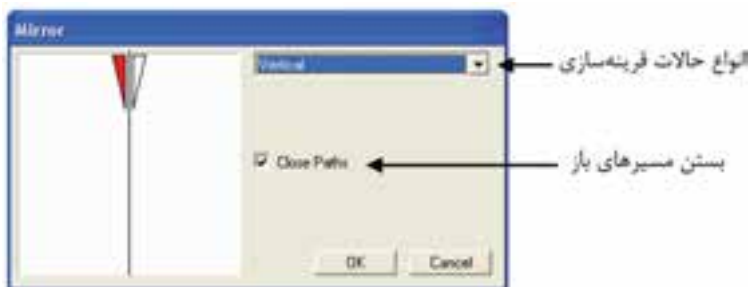 Mirror
Vertical
انواع حالات قرینه‌سازی
Close Paths
بستن مسیرهای باز
OK
Cancel